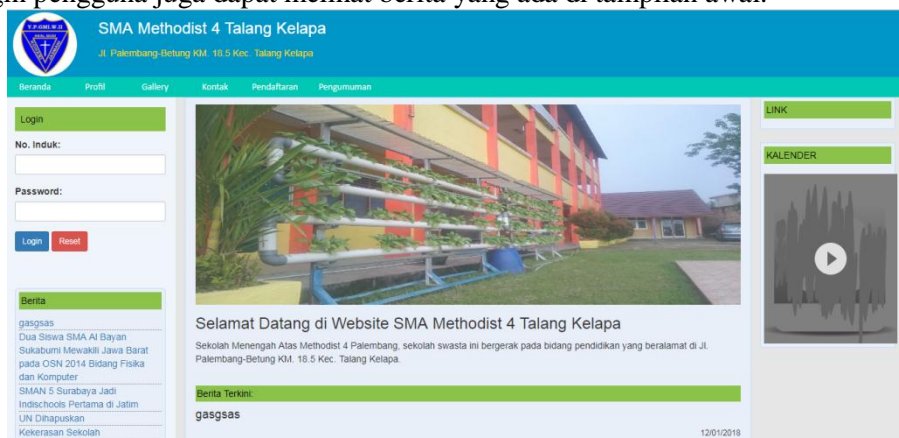 pengguna juga dapat melihat berita yang ada di tampilan awal.
Y.P. GMI. W. II
SMA Methodist 4 Talang Kelapa
Jl. Palembang-Betung KM. 18.5 Kec. Talang Kelapa
Beranda Profil Gallery Kontak Pendaftaran Pengumuman
Login
No. Induk:
Password:
Login Reset
Berita
gasgsas
Dua Siswa SMA Al Bayan
Sukabumi Mewakili Jawa Barat
pada OSN 2014 Bidang Fisika
dan Komputer
SMAN 5 Surabaya Jadi
Indischools Pertama di Jatim
UN Dihapuskan
Kekerasan Sekolah
Selamat Datang di Website SMA Methodist 4 Talang Kelapa
Sekolah Menengah Atas Methodist 4 Palembang, sekolah swasta ini bergerak pada bidang pendidikan yang beralamat di Jl.
Palembang-Betung KM. 18.5 Kec. Talang Kelapa.
Berita Terkini:
gasgsas
12/01/2018
LINK
KALENDER